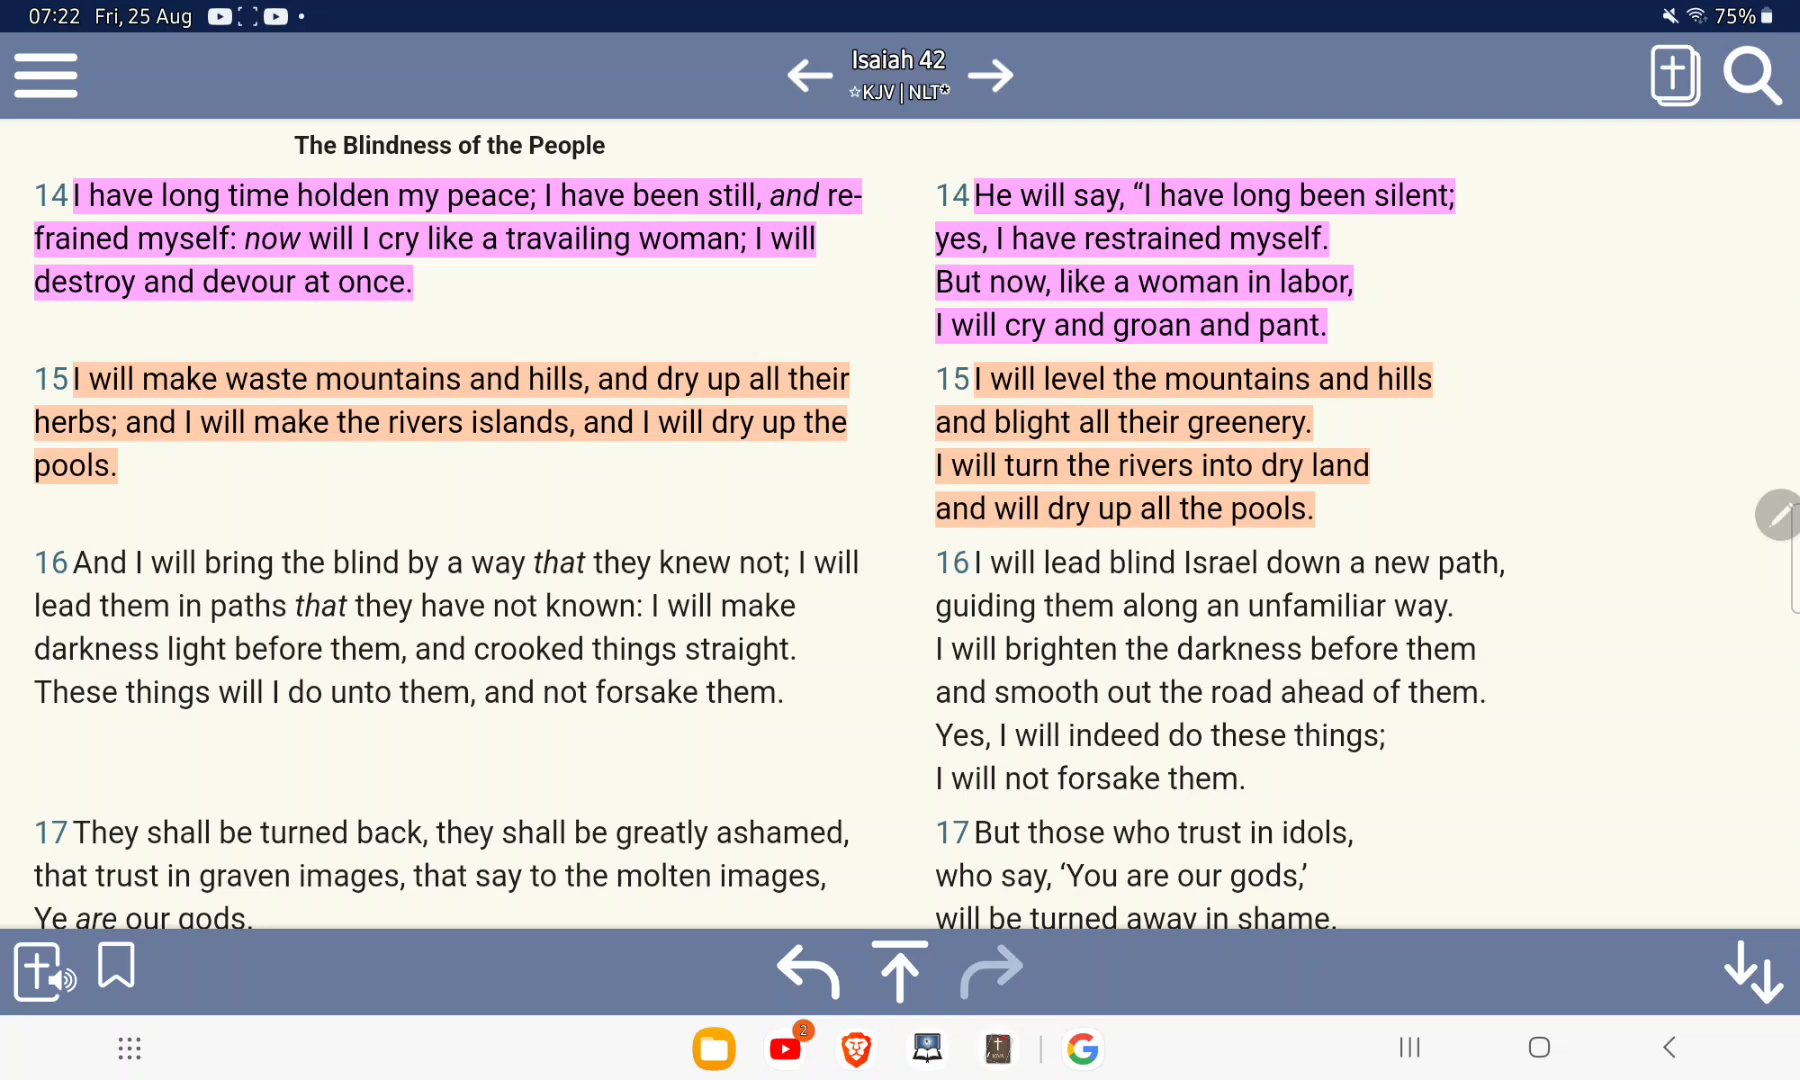 07:22 Fri, 25 Aug
75%
Isaiah 42
☆KJV | NLT✪
The Blindness of the People
14 I have long time holden my peace; I have been still, and re-
frained myself: now will I cry like a travailing woman; I will
destroy and devour at once.
15 I will make waste mountains and hills, and dry up all their
herbs; and I will make the rivers islands, and I will dry up the
pools.
16 And I will bring the blind by a way that they knew not; I will
lead them in paths that they have not known: I will make
darkness light before them, and crooked things straight.
These things will I do unto them, and not forsake them.
17 They shall be turned back, they shall be greatly ashamed,
that trust in graven images, that say to the molten images,
Ye are our gods.
14 He will say, “I have long been silent;
yes, I have restrained myself.
But now, like a woman in labor,
I will cry and groan and pant.
15 I will level the mountains and hills
and blight all their greenery.
I will turn the rivers into dry land
and will dry up all the pools.
16 I will lead blind Israel down a new path,
guiding them along an unfamiliar way.
I will brighten the darkness before them
and smooth out the road ahead of them.
Yes, I will indeed do these things;
I will not forsake them.
17 But those who trust in idols,
who say, ‘You are our gods,’
will be turned away in shame.
2